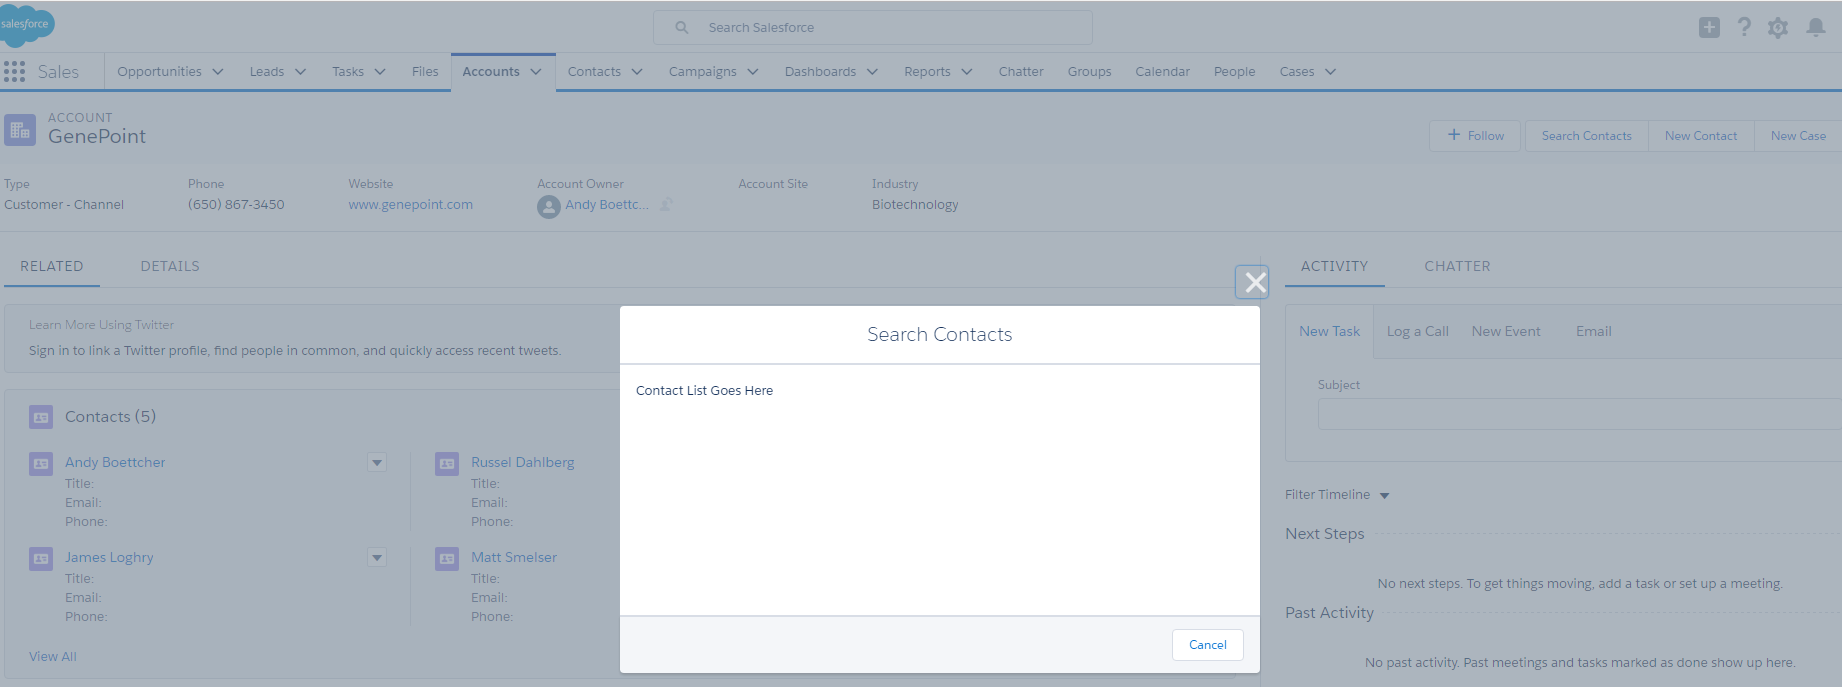 salesforce
Search Salesforce
Sales
Opportunities Leads Tasks Files Accounts Contacts Campaigns Dashboards Reports Chatter Groups Calendar People Cases
ACCOUNT
GenePoint
Follow Search Contacts New Contact New Case
Type Phone Website Account Owner Account Site Industry
Customer - Channel (650) 867-3450 www.genepoint.com Andy Boettc... Biotechnology
RELATED DETAILS
ACTIVITY CHATTER
Learn More Using Twitter
Sign in to link a Twitter profile, find people in common, and quickly access recent tweets.
Contacts (5)
Andy Boettcher
Title:
Email:
Phone:
Russel Dahlberg
Title:
Email:
Phone:
James Loghry
Title:
Email:
Phone:
Matt Smelser
Title:
Email:
Phone:
View All
Search Contacts
Contact List Goes Here
Cancel
New Task Log a Call New Event Email
Subject
Filter Timeline
Next Steps
No next steps. To get things moving, add a task or set up a meeting.
Past Activity
No past activity. Past meetings and tasks marked as done show up here.